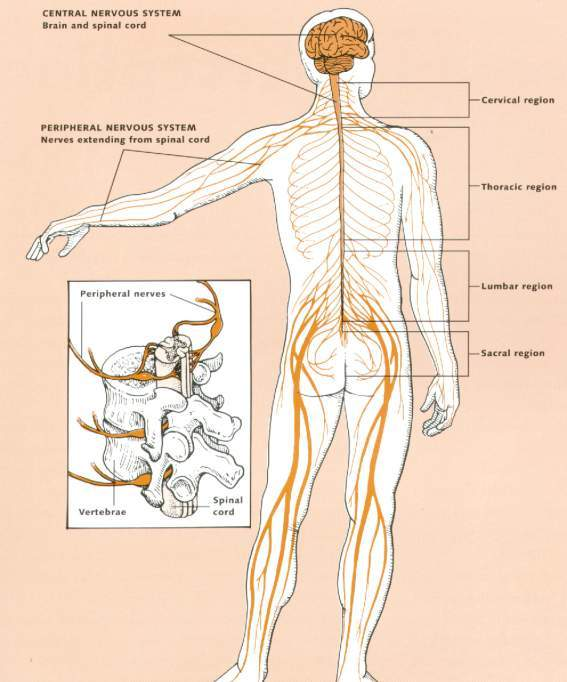 CENTRAL NERVOUS SYSTEM
Brain and spinal cord
Cervical region
PERIPHERAL NERVOUS SYSTEM
Nerves extending from spinal cord
Thoracic region
Lumbar region
Peripheral nerves
Sacral region
Vertebrae
Spinal
cord